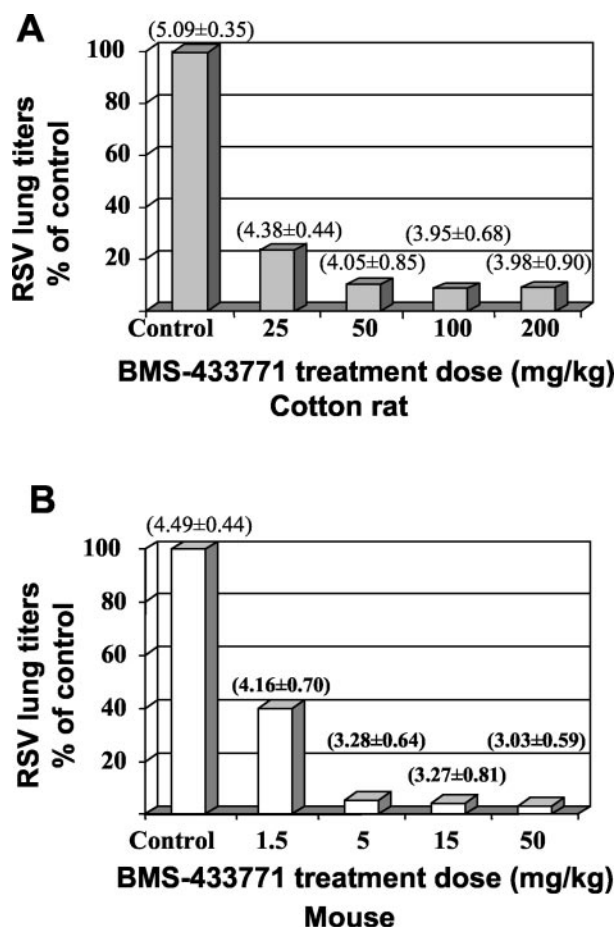 A
(5.09±0.35)
100
80
60
40
20
RSV lung titers
% of control
(4.38±0.44)
(4.05±0.85)
(3.95±0.68)
(3.98±0.90)
Control 25 50 100 200
BMS-433771 treatment dose (mg/kg)
Cotton rat
B
(4.49±0.44)
100
80
60
40
20
RSV lung titers
% of control
(4.16±0.70)
(3.28±0.64)
(3.27±0.81)
(3.03±0.59)
Control 1.5 5 15 50
BMS-433771 treatment dose (mg/kg)
Mouse